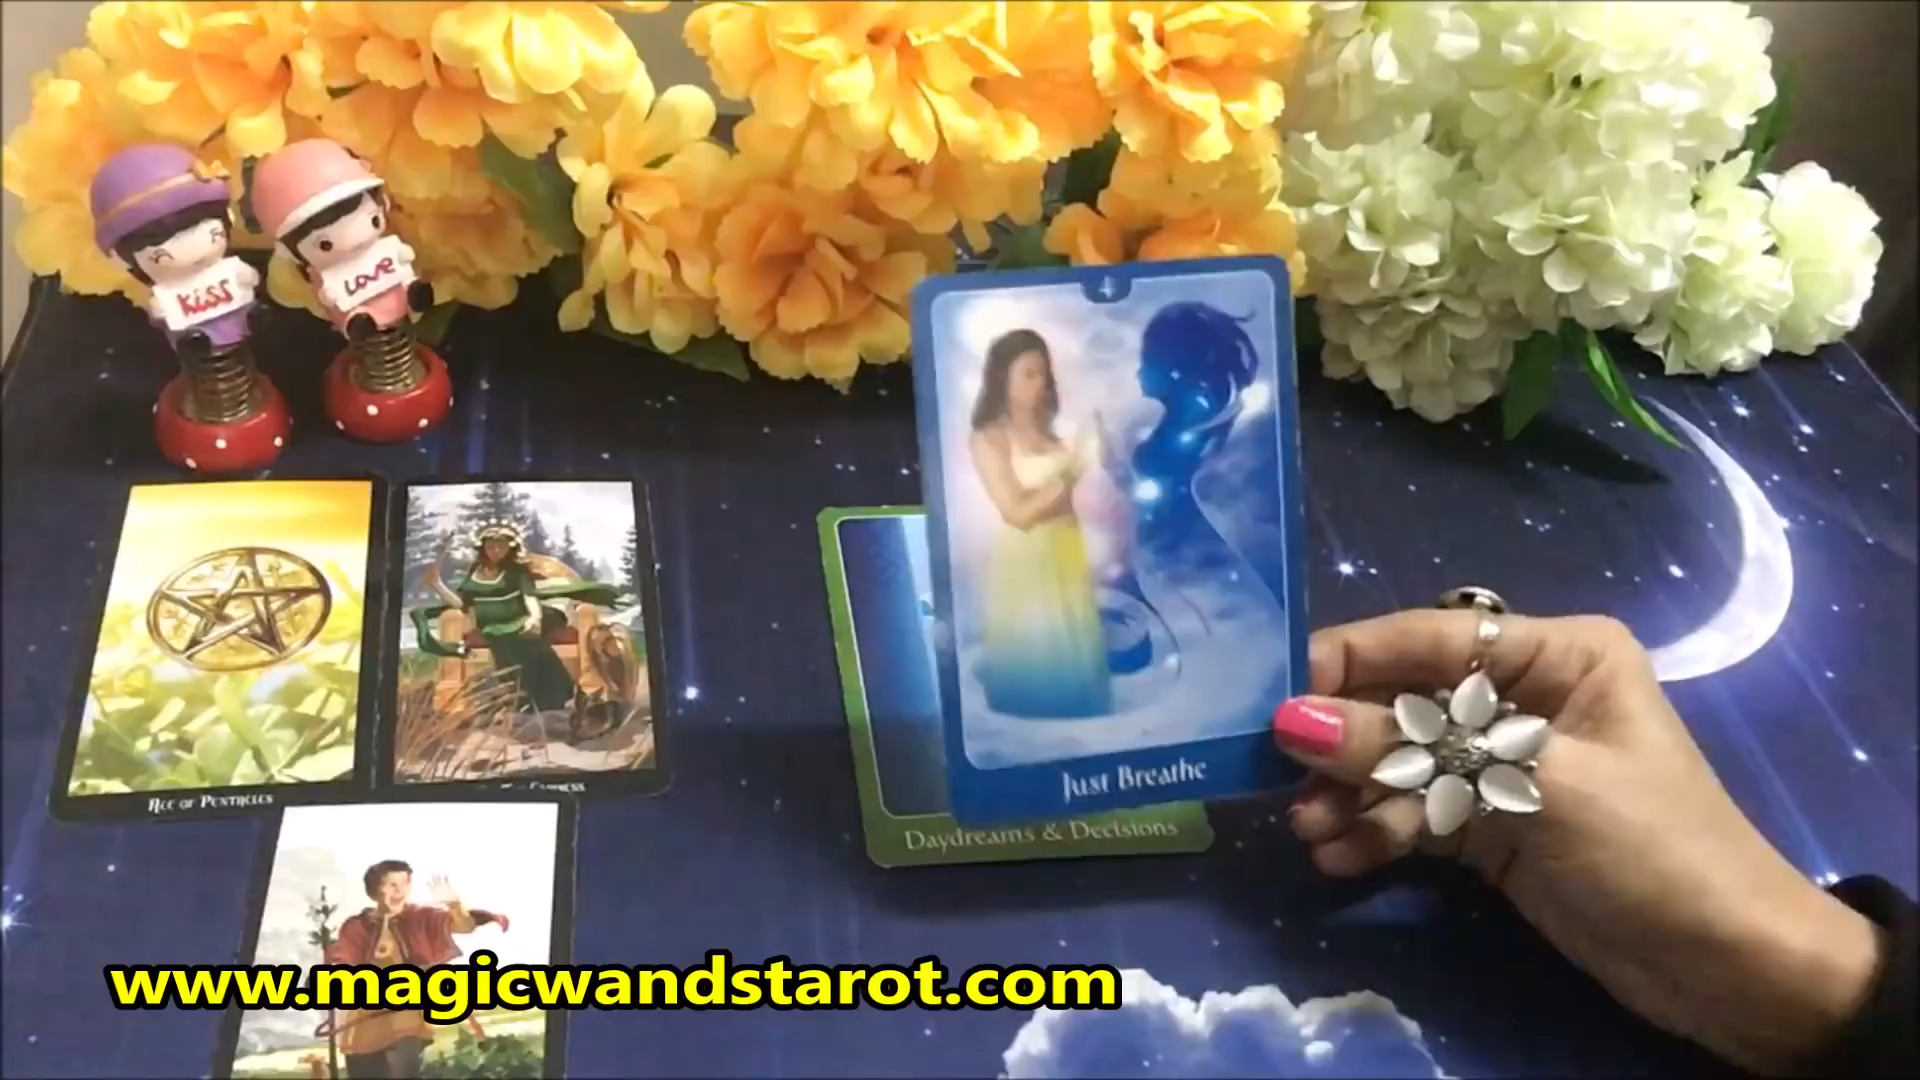 kiss
Love
4
Just Breathe
Ace of Pentacles
Daydreams & Decisions
www.magicwandstarot.com